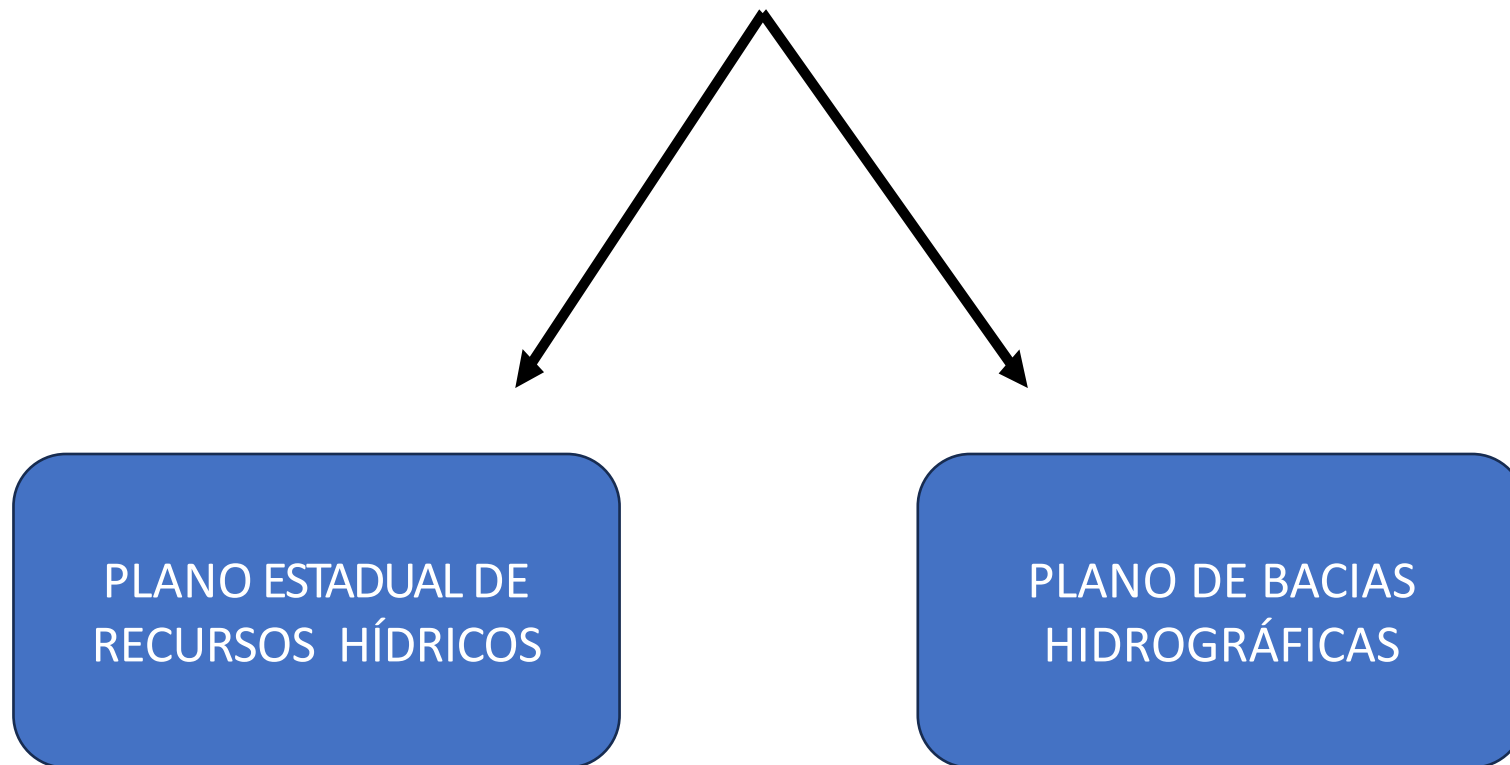 PLANO ESTADUAL DE
RECURSOS HÍDRICOS
PLANO DE BACIAS
HIDROGRÁFICAS